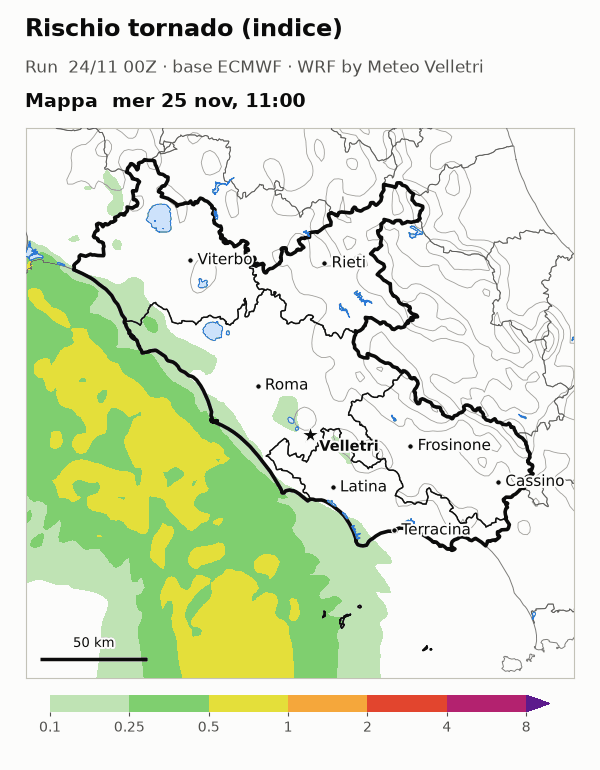 Rischio tornado (indice)
Run  24/11 00Z · base ECMWF · WRF by Meteo Velletri
Mappa  mer 25 nov, 11:00
Viterbo
Rieti
Roma
Velletri
Frosinone
Latina
Cassino
Terracina
50 km
0.1 0.25 0.5 1 2 4 8